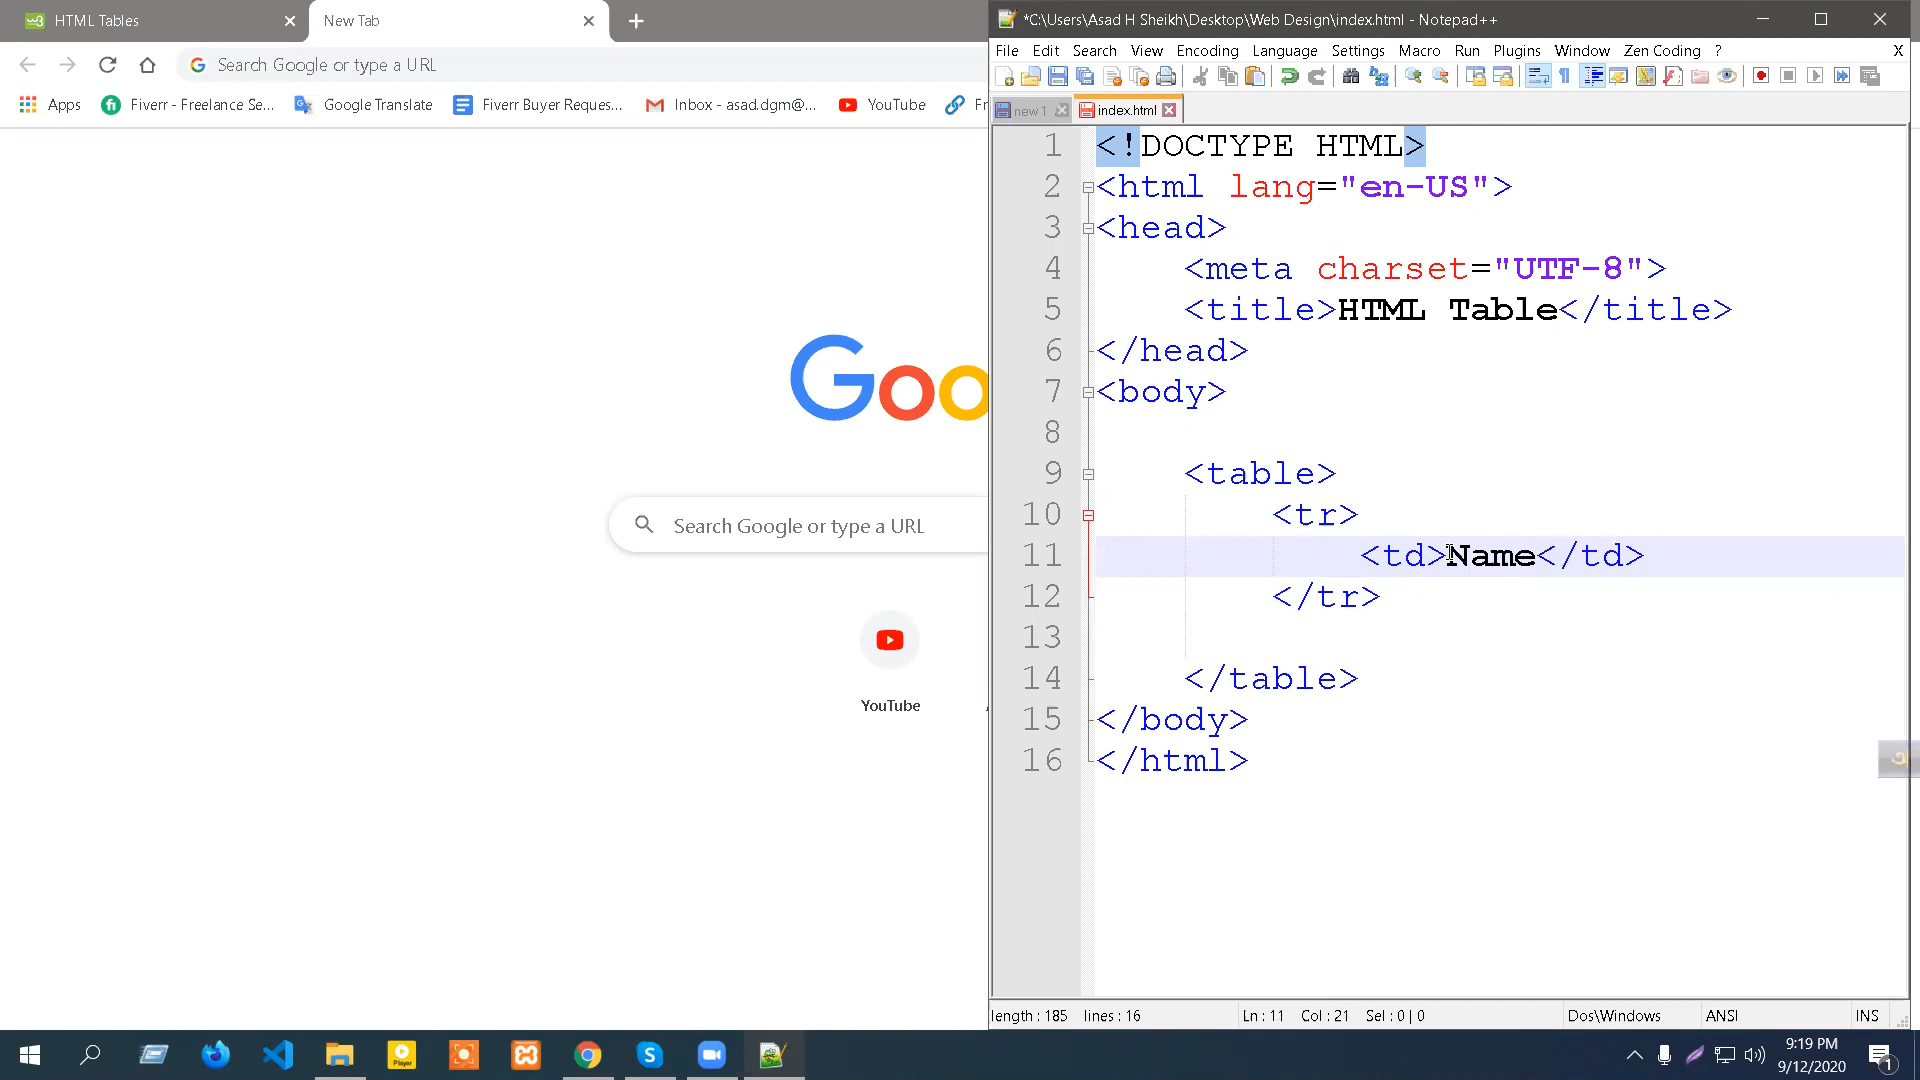 HTML Tables
New Tab
*C:\Users\Asad H Sheikh\Desktop\Web Design\index.html - Notepad++
Search Google or type a URL
File Edit Search View Encoding Language Settings Macro Run Plugins Window Zen Coding ? X
Apps Fiverr - Freelance Se... Google Translate Fiverr Buyer Reques... Inbox - asad.dgm@... YouTube
new 1 index.html
1 <!DOCTYPE HTML>
2 <html lang="en-US">
3 <head>
4 <meta charset="UTF-8">
5 <title>HTML Table</title>
6 </head>
7 <body>
8
9 <table>
10 <tr>
11 <td>Name</td>
12 </tr>
13
14 </table>
15 </body>
16 </html>
Goo
Search Google or type a URL
YouTube
length : 185 lines : 16 Ln : 11 Col : 21 Sel : 0 | 0 Dos\Windows ANSI INS
Player
9:19 PM
9/12/2020
1